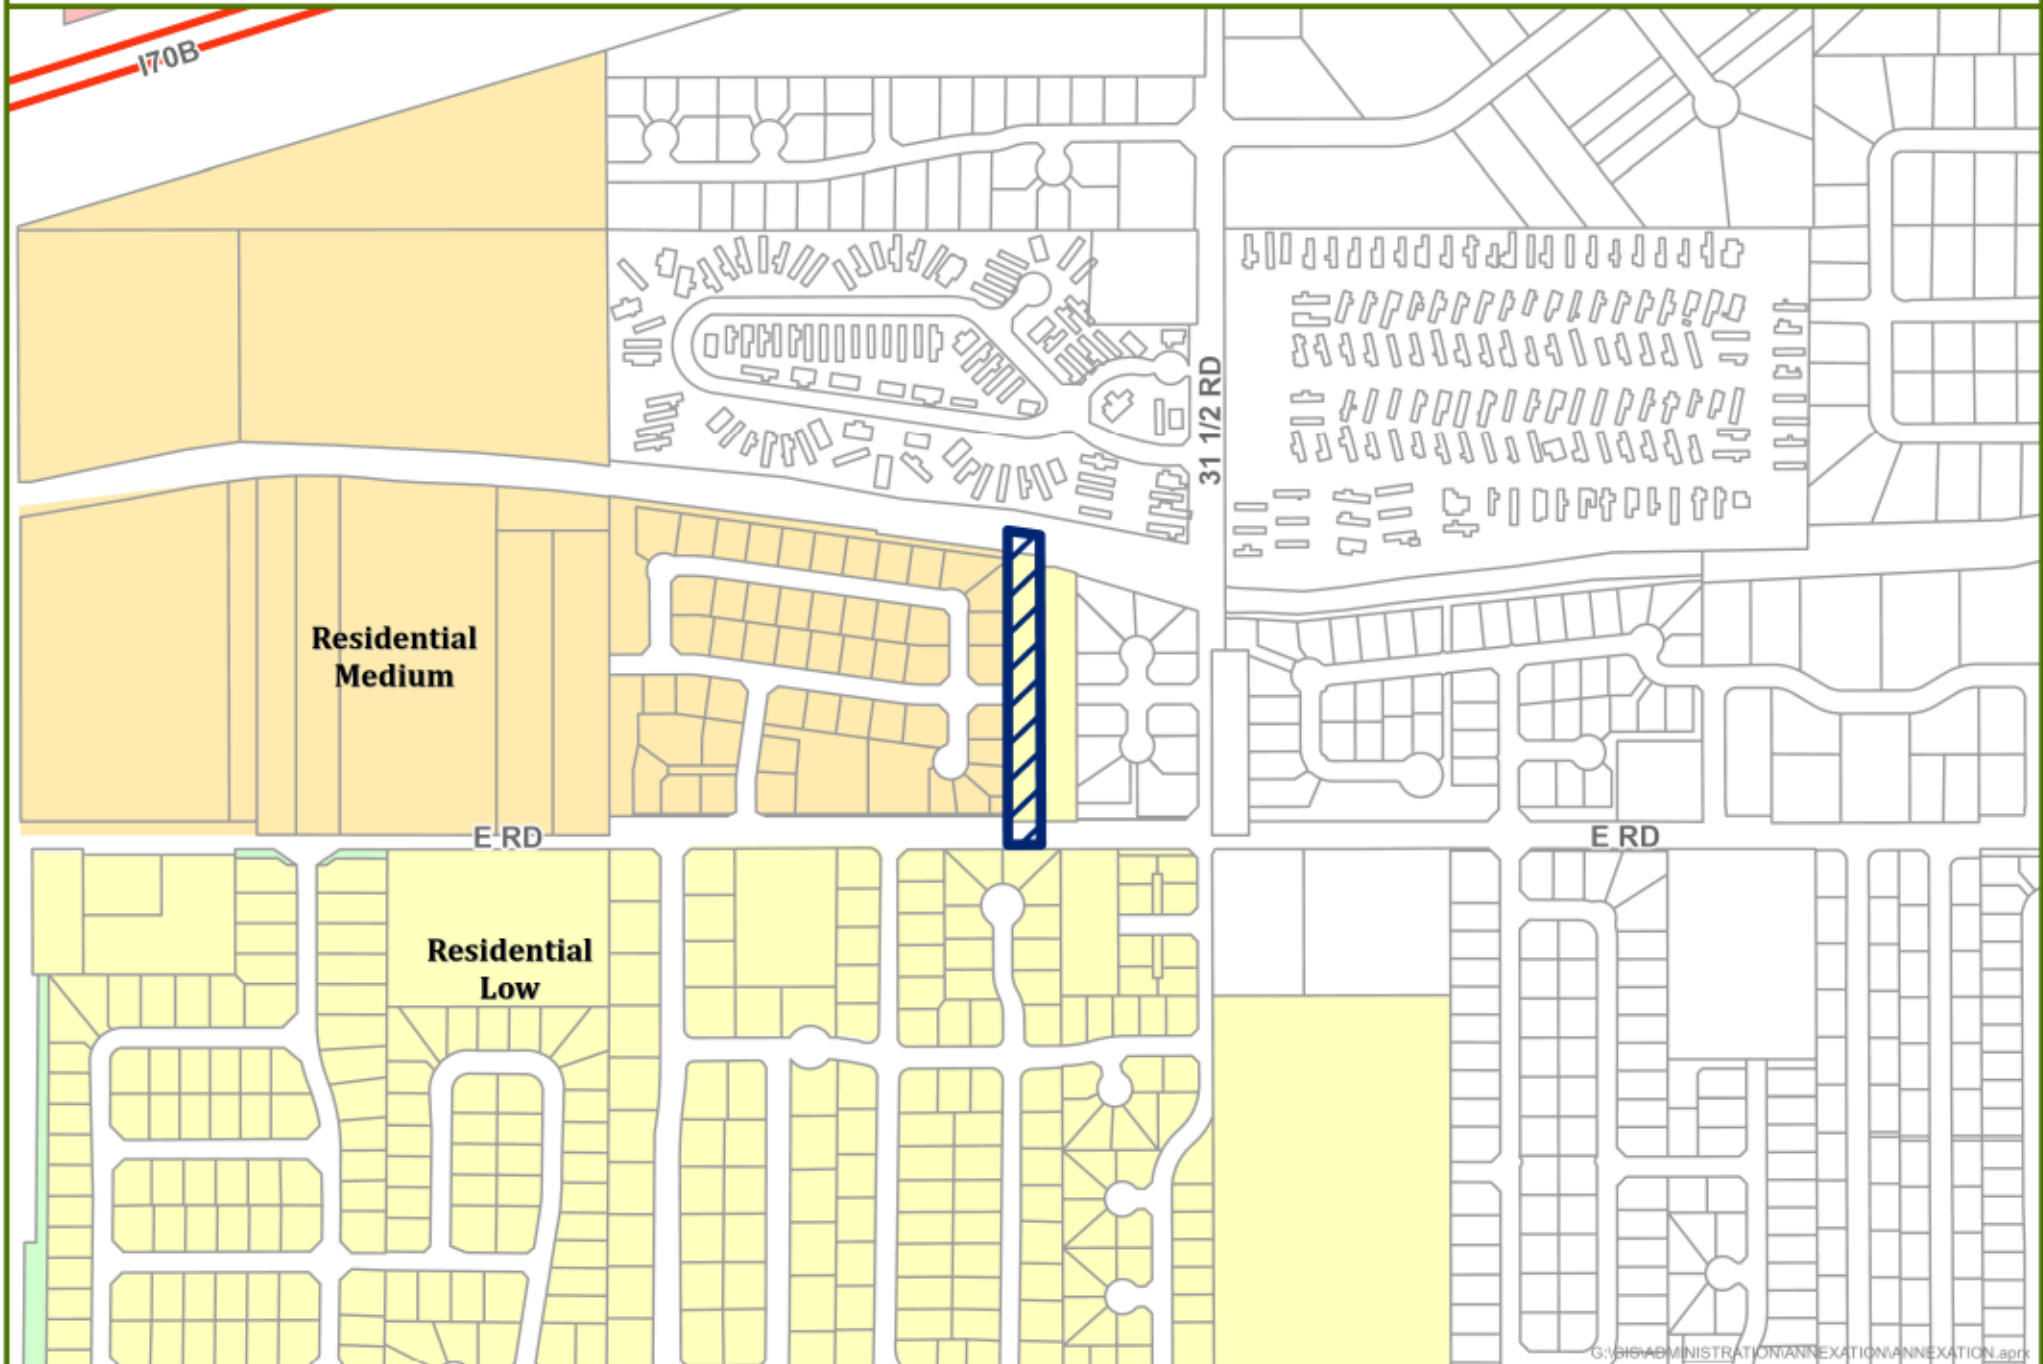 I70B
31 1/2 RD
Residential
Medium
E RD
E RD
Residential
Low
G:\GIS\ADMINISTRATION\ANNEXATION\ANNEXATION.aprx